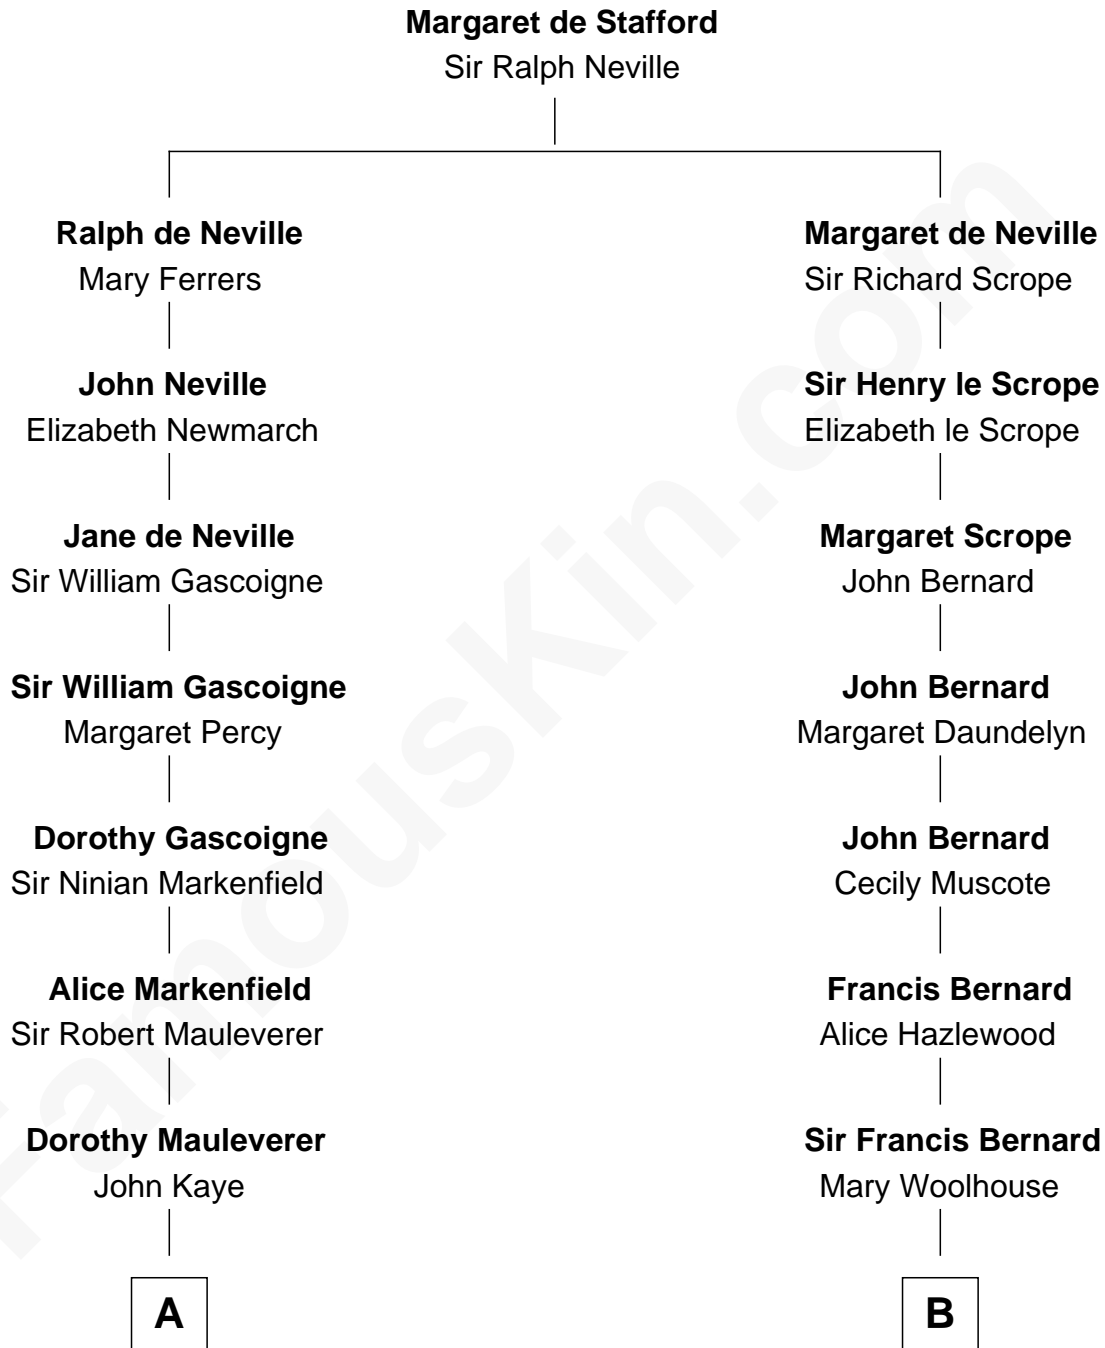 Margaret de Stafford
Sir Ralph Neville
Ralph de Neville
Mary Ferrers
Margaret de Neville
Sir Richard Scrope
John Neville
Elizabeth Newmarch
Sir Henry le Scrope
Elizabeth le Scrope
Jane de Neville
Sir William Gascoigne
Margaret Scrope
John Bernard
Sir William Gascoigne
Margaret Percy
John Bernard
Margaret Daundelyn
Dorothy Gascoigne
Sir Ninian Markenfield
John Bernard
Cecily Muscote
Alice Markenfield
Sir Robert Mauleverer
Francis Bernard
Alice Hazlewood
Dorothy Mauleverer
John Kaye
Sir Francis Bernard
Mary Woolhouse
A
B
FamousKin.com